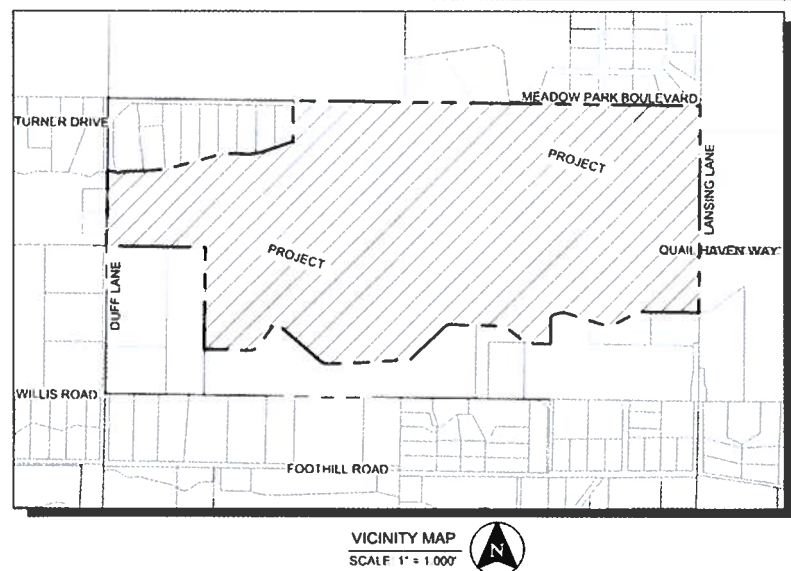 MEADOW PARK BOULEVARD
TURNER DRIVE
PROJECT
LANSING LANE
PROJECT
QUAIL HAVEN WAY
DUFF LANE
WILLIS ROAD
FOOTHILL ROAD
VICINITY MAP
SCALE: 1" = 1,000'
N